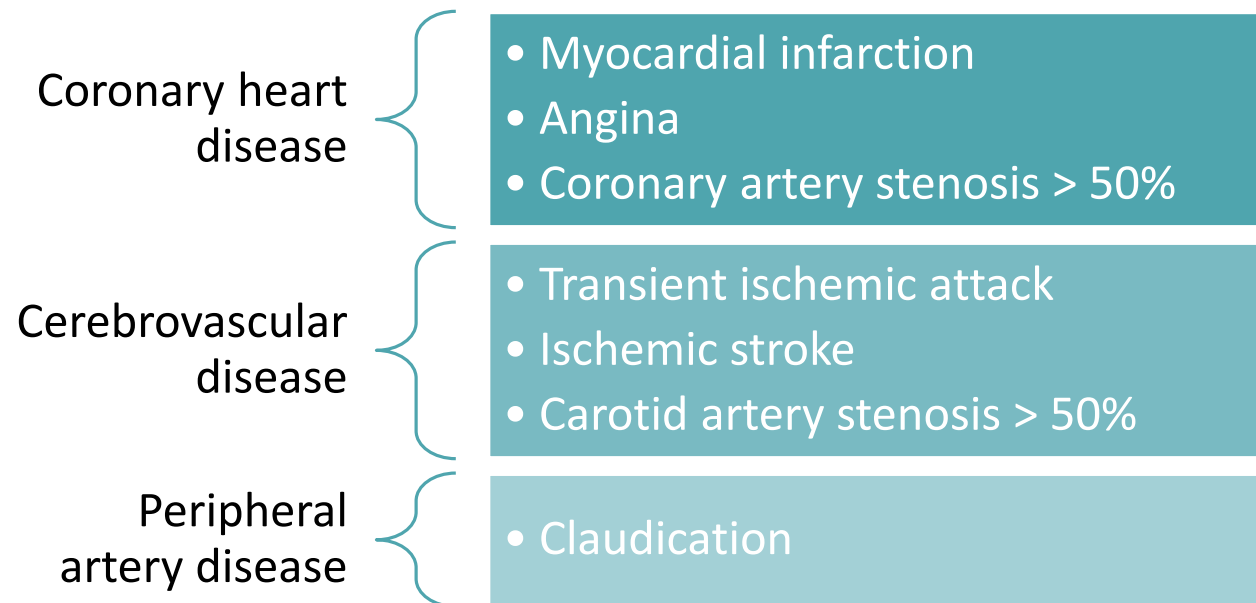 Coronary heart
disease
• Myocardial infarction
• Angina
• Coronary artery stenosis > 50%
Cerebrovascular
disease
• Transient ischemic attack
• Ischemic stroke
• Carotid artery stenosis > 50%
Peripheral
artery disease
• Claudication